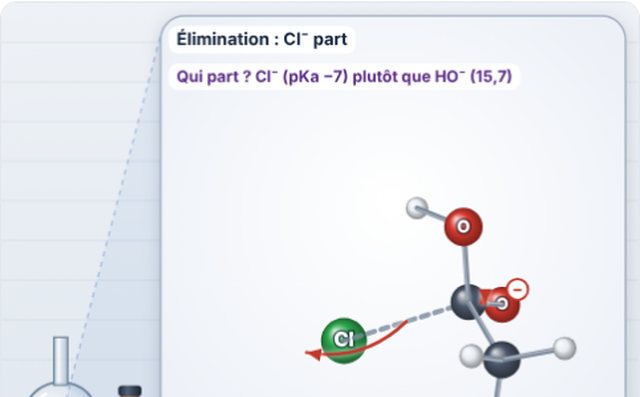 Élimination : Cl⁻ part
Qui part ? Cl⁻ (pKa −7) plutôt que HO⁻ (15,7)
O
O
−
Cl